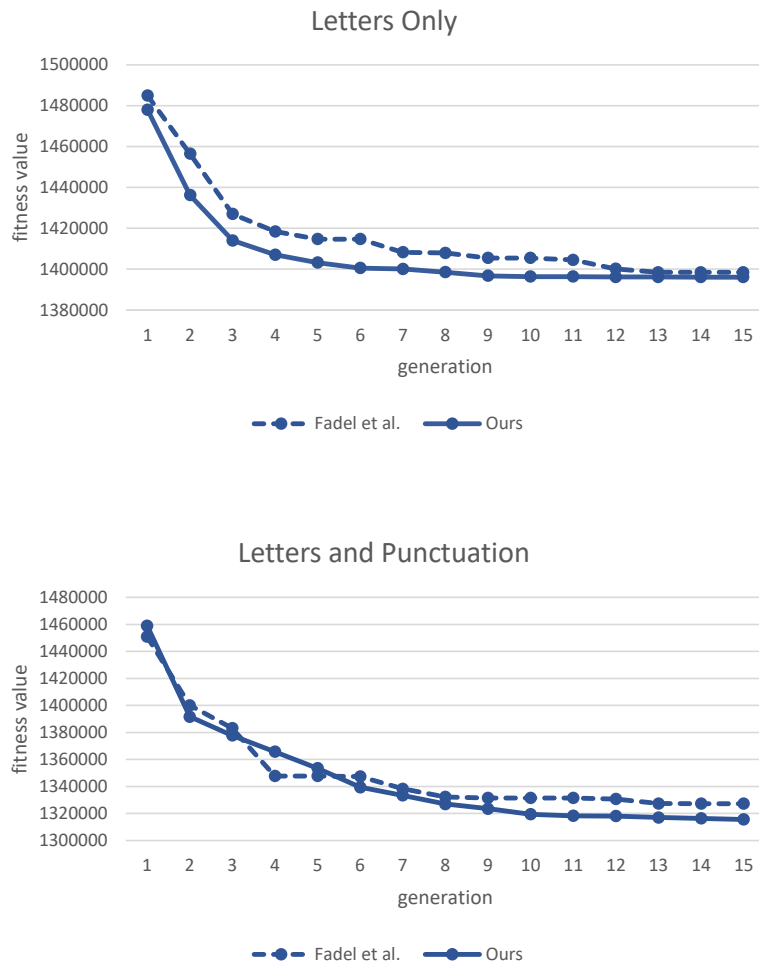 Letters Only
1500000
1480000
1460000
1440000
1420000
1400000
1380000
fitness value
1 2 3 4 5 6 7 8 9 10 11 12 13 14 15
generation
Fadel et al. Ours
Letters and Punctuation
1480000
1460000
1440000
1420000
1400000
1380000
1360000
1340000
1320000
1300000
fitness value
1 2 3 4 5 6 7 8 9 10 11 12 13 14 15
generation
Fadel et al. Ours